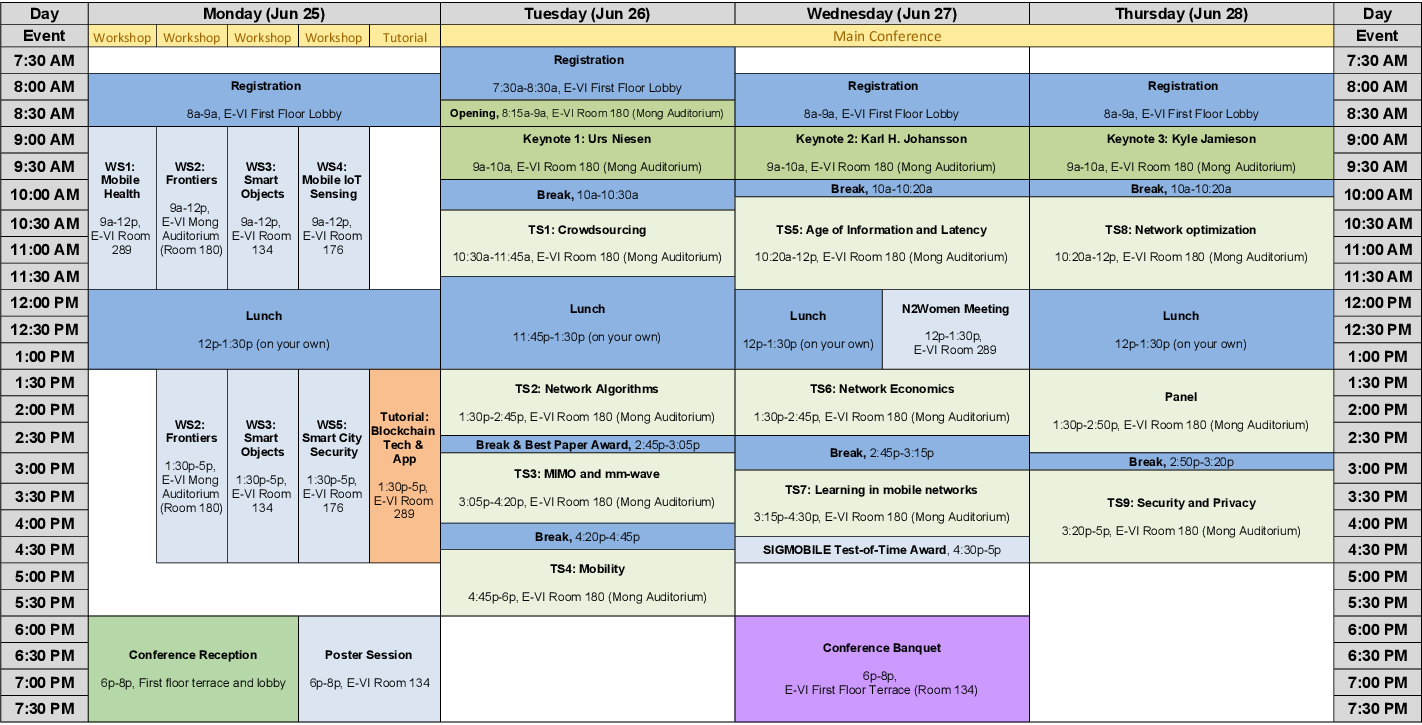 Day Monday (Jun 25) Tuesday (Jun 26) Wednesday (Jun 27) Thursday (Jun 28) Day
Event Workshop Workshop Workshop Workshop Tutorial Main Conference Event
7:30 AM
8:00 AM
8:30 AM
9:00 AM
9:30 AM
10:00 AM
10:30 AM
11:00 AM
11:30 AM
12:00 PM
12:30 PM
1:00 PM
1:30 PM
2:00 PM
2:30 PM
3:00 PM
3:30 PM
4:00 PM
4:30 PM
5:00 PM
5:30 PM
6:00 PM
6:30 PM
7:00 PM
7:30 PM
Registration
8a-9a, E-VI First Floor Lobby
WS1:
Mobile
Health
9a-12p,
E-VI Room
289
WS2:
Frontiers
9a-12p,
E-VI Mong
Auditorium
(Room 180)
WS3:
Smart
Objects
9a-12p,
E-VI Room
134
WS4:
Mobile IoT
Sensing
9a-12p,
E-VI Room
176
Lunch
12p-1:30p (on your own)
WS2:
Frontiers
1:30p-5p,
E-VI Mong
Auditorium
(Room 180)
WS3:
Smart
Objects
1:30p-5p,
E-VI Room
134
WS5:
Smart City
Security
1:30p-5p,
E-VI Room
176
Tutorial:
Blockchain
Tech &
App
1:30p-5p,
E-VI Room
289
Conference Reception
6p-8p, First floor terrace and lobby
Poster Session
6p-8p, E-VI Room 134
Registration
7:30a-8:30a, E-VI First Floor Lobby
Opening, 8:15a-9a, E-VI Room 180 (Mong Auditorium)
Keynote 1: Urs Niesen
9a-10a, E-VI Room 180 (Mong Auditorium)
Break, 10a-10:30a
TS1: Crowdsourcing
10:30a-11:45a, E-VI Room 180 (Mong Auditorium)
Lunch
11:45p-1:30p (on your own)
TS2: Network Algorithms
1:30p-2:45p, E-VI Room 180 (Mong Auditorium)
Break & Best Paper Award, 2:45p-3:05p
TS3: MIMO and mm-wave
3:05p-4:20p, E-VI Room 180 (Mong Auditorium)
Break, 4:20p-4:45p
TS4: Mobility
4:45p-6p, E-VI Room 180 (Mong Auditorium)
Registration
8a-9a, E-VI First Floor Lobby
Keynote 2: Karl H. Johansson
9a-10a, E-VI Room 180 (Mong Auditorium)
Break, 10a-10:20a
TS5: Age of Information and Latency
10:20a-12p, E-VI Room 180 (Mong Auditorium)
Lunch
12p-1:30p (on your own)
N2Women Meeting
12p-1:30p,
E-VI Room 289
TS6: Network Economics
1:30p-2:45p, E-VI Room 180 (Mong Auditorium)
Break, 2:45p-3:15p
TS7: Learning in mobile networks
3:15p-4:30p, E-VI Room 180 (Mong Auditorium)
SIGMOBILE Test-of-Time Award, 4:30p-5p
Conference Banquet
6p-8p,
E-VI First Floor Terrace (Room 134)
Registration
8a-9a, E-VI First Floor Lobby
Keynote 3: Kyle Jamieson
9a-10a, E-VI Room 180 (Mong Auditorium)
Break, 10a-10:20a
TS8: Network optimization
10:20a-12p, E-VI Room 180 (Mong Auditorium)
Lunch
12p-1:30p (on your own)
Panel
1:30p-2:50p, E-VI Room 180 (Mong Auditorium)
Break, 2:50p-3:20p
TS9: Security and Privacy
3:20p-5p, E-VI Room 180 (Mong Auditorium)
7:30 AM
8:00 AM
8:30 AM
9:00 AM
9:30 AM
10:00 AM
10:30 AM
11:00 AM
11:30 AM
12:00 PM
12:30 PM
1:00 PM
1:30 PM
2:00 PM
2:30 PM
3:00 PM
3:30 PM
4:00 PM
4:30 PM
5:00 PM
5:30 PM
6:00 PM
6:30 PM
7:00 PM
7:30 PM